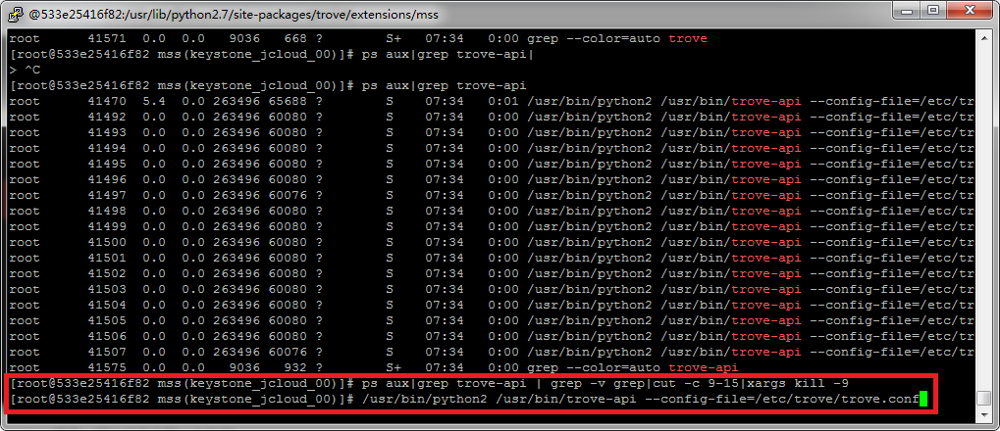 @533e25416f82:/usr/lib/python2.7/site-packages/trove/extensions/mss
root      41571  0.0  0.0   9036   668 ?        S+   07:34   0:00 grep --color=auto trove
[root@533e25416f82 mss(keystone_jcloud_00)]# ps aux|grep trove-api|
> ^C
[root@533e25416f82 mss(keystone_jcloud_00)]# ps aux|grep trove-api
root      41470  5.4  0.0 263496 65688 ?        S    07:34   0:01 /usr/bin/python2 /usr/bin/trove-api --config-file=/etc/tr
root      41492  0.0  0.0 263496 60080 ?        S    07:34   0:00 /usr/bin/python2 /usr/bin/trove-api --config-file=/etc/tr
root      41493  0.0  0.0 263496 60080 ?        S    07:34   0:00 /usr/bin/python2 /usr/bin/trove-api --config-file=/etc/tr
root      41494  0.0  0.0 263496 60080 ?        S    07:34   0:00 /usr/bin/python2 /usr/bin/trove-api --config-file=/etc/tr
root      41495  0.0  0.0 263496 60080 ?        S    07:34   0:00 /usr/bin/python2 /usr/bin/trove-api --config-file=/etc/tr
root      41496  0.0  0.0 263496 60080 ?        S    07:34   0:00 /usr/bin/python2 /usr/bin/trove-api --config-file=/etc/tr
root      41497  0.0  0.0 263496 60076 ?        S    07:34   0:00 /usr/bin/python2 /usr/bin/trove-api --config-file=/etc/tr
root      41498  0.0  0.0 263496 60080 ?        S    07:34   0:00 /usr/bin/python2 /usr/bin/trove-api --config-file=/etc/tr
root      41499  0.0  0.0 263496 60080 ?        S    07:34   0:00 /usr/bin/python2 /usr/bin/trove-api --config-file=/etc/tr
root      41500  0.0  0.0 263496 60080 ?        S    07:34   0:00 /usr/bin/python2 /usr/bin/trove-api --config-file=/etc/tr
root      41501  0.0  0.0 263496 60080 ?        S    07:34   0:00 /usr/bin/python2 /usr/bin/trove-api --config-file=/etc/tr
root      41502  0.0  0.0 263496 60080 ?        S    07:34   0:00 /usr/bin/python2 /usr/bin/trove-api --config-file=/etc/tr
root      41503  0.0  0.0 263496 60080 ?        S    07:34   0:00 /usr/bin/python2 /usr/bin/trove-api --config-file=/etc/tr
root      41504  0.0  0.0 263496 60080 ?        S    07:34   0:00 /usr/bin/python2 /usr/bin/trove-api --config-file=/etc/tr
root      41505  0.0  0.0 263496 60080 ?        S    07:34   0:00 /usr/bin/python2 /usr/bin/trove-api --config-file=/etc/tr
root      41506  0.0  0.0 263496 60080 ?        S    07:34   0:00 /usr/bin/python2 /usr/bin/trove-api --config-file=/etc/tr
root      41507  0.0  0.0 263496 60076 ?        S    07:34   0:00 /usr/bin/python2 /usr/bin/trove-api --config-file=/etc/tr
root      41575  0.0  0.0   9036   932 ?        S+   07:34   0:00 grep --color=auto trove-api
[root@533e25416f82 mss(keystone_jcloud_00)]# ps aux|grep trove-api | grep -v grep|cut -c 9-15|xargs kill -9
[root@533e25416f82 mss(keystone_jcloud_00)]# /usr/bin/python2 /usr/bin/trove-api --config-file=/etc/trove/trove.conf